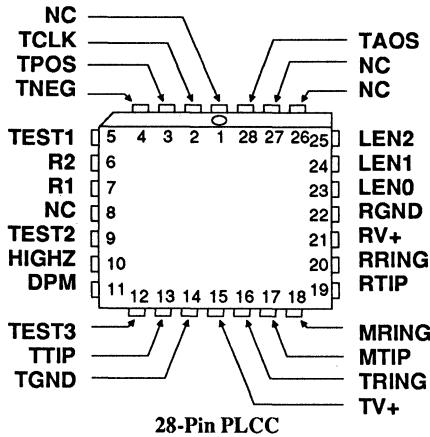 NC
TCLK
TPOS
TNEG
TAOS
NC
NC
4 3 2 1 28 27 26
TEST1 5 25 LEN2
R2 6 24 LEN1
R1 7 23 LEN0
NC 8 22 RGND
TEST2 9 21 RV+
HIGHZ 10 20 RRING
DPM 11 19 RTIP
12 13 14 15 16 17 18
TEST3
TTIP
TGND
MRING
MTIP
TRING
TV+
28-Pin PLCC